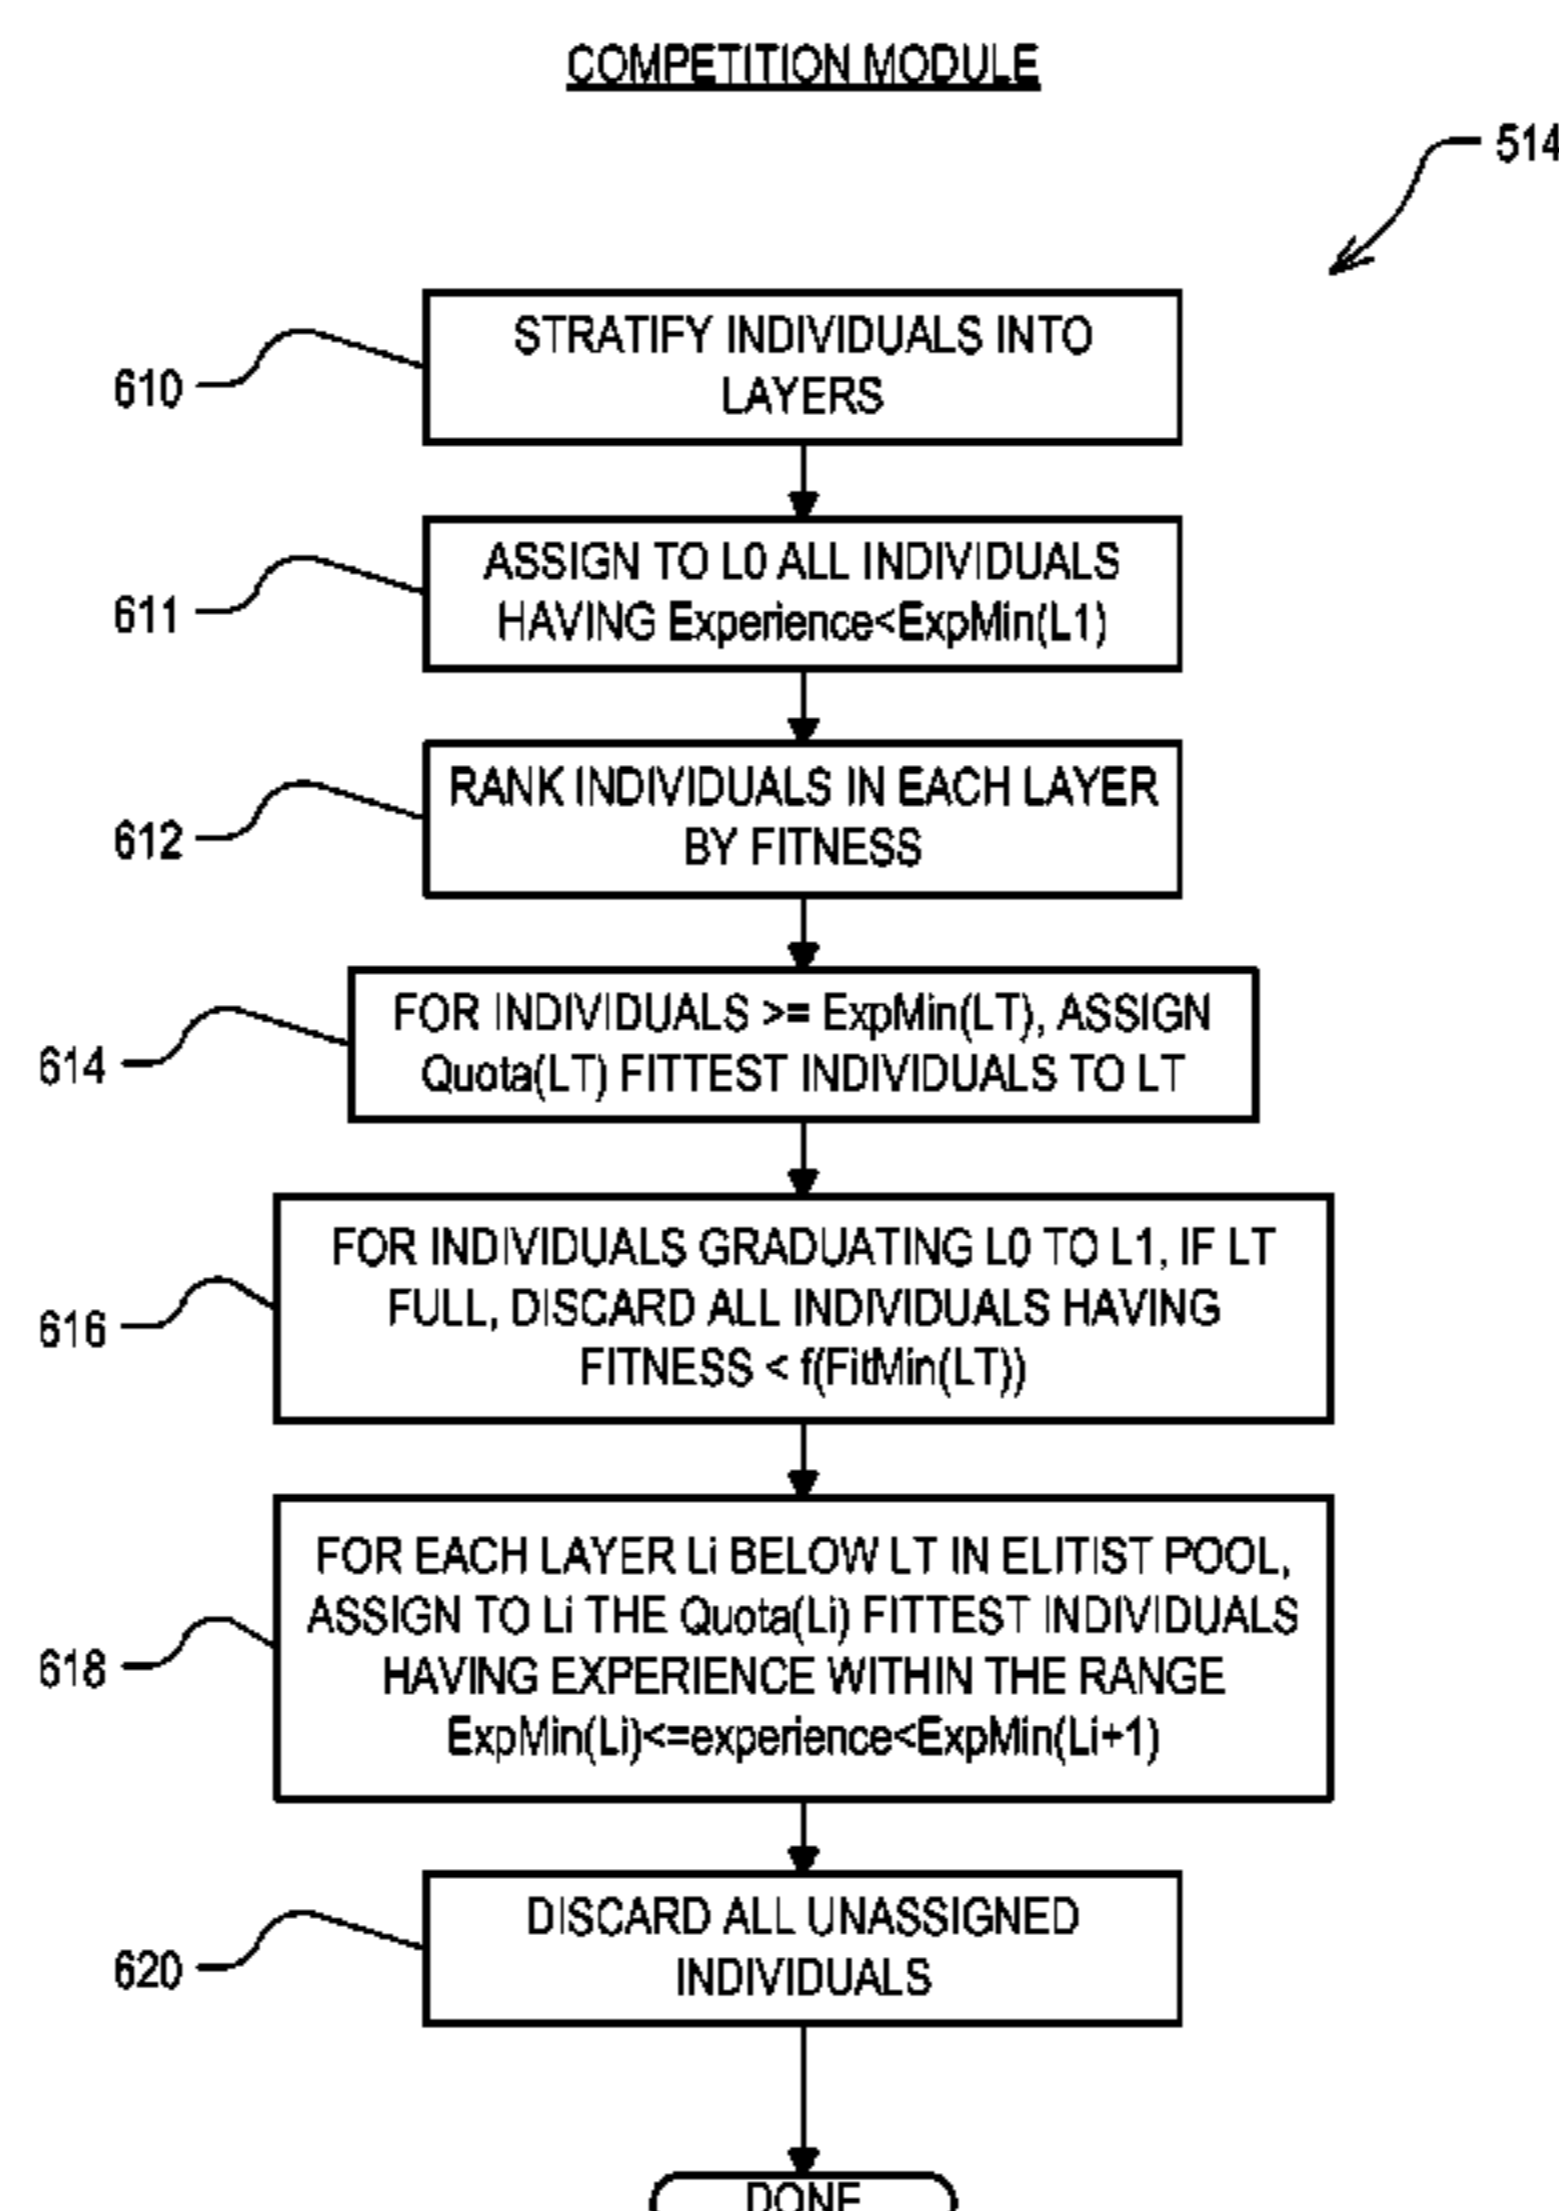 COMPETITION MODULE
514
610
STRATIFY INDIVIDUALS INTO
LAYERS
611
ASSIGN TO L0 ALL INDIVIDUALS
HAVING Experience<ExpMin(L1)
612
RANK INDIVIDUALS IN EACH LAYER
BY FITNESS
614
FOR INDIVIDUALS >= ExpMin(LT), ASSIGN
Quota(LT) FITTEST INDIVIDUALS TO LT
616
FOR INDIVIDUALS GRADUATING L0 TO L1, IF LT
FULL, DISCARD ALL INDIVIDUALS HAVING
FITNESS < f(FitMin(LT))
618
FOR EACH LAYER Li BELOW LT IN ELITIST POOL,
ASSIGN TO Li THE Quota(Li) FITTEST INDIVIDUALS
HAVING EXPERIENCE WITHIN THE RANGE
ExpMin(Li)<=experience<ExpMin(Li+1)
620
DISCARD ALL UNASSIGNED
INDIVIDUALS
DONE